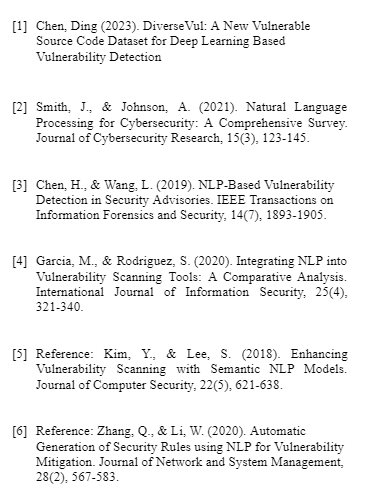 [1] Chen, Ding (2023). DiverseVul: A New Vulnerable
Source Code Dataset for Deep Learning Based
Vulnerability Detection
[2] Smith, J., & Johnson, A. (2021). Natural Language
Processing for Cybersecurity: A Comprehensive Survey.
Journal of Cybersecurity Research, 15(3), 123-145.
[3] Chen, H., & Wang, L. (2019). NLP-Based Vulnerability
Detection in Security Advisories. IEEE Transactions on
Information Forensics and Security, 14(7), 1893-1905.
[4] Garcia, M., & Rodriguez, S. (2020). Integrating NLP into
Vulnerability Scanning Tools: A Comparative Analysis.
International Journal of Information Security, 25(4),
321-340.
[5] Reference: Kim, Y., & Lee, S. (2018). Enhancing
Vulnerability Scanning with Semantic NLP Models.
Journal of Computer Security, 22(5), 621-638.
[6] Reference: Zhang, Q., & Li, W. (2020). Automatic
Generation of Security Rules using NLP for Vulnerability
Mitigation. Journal of Network and System Management,
28(2), 567-583.